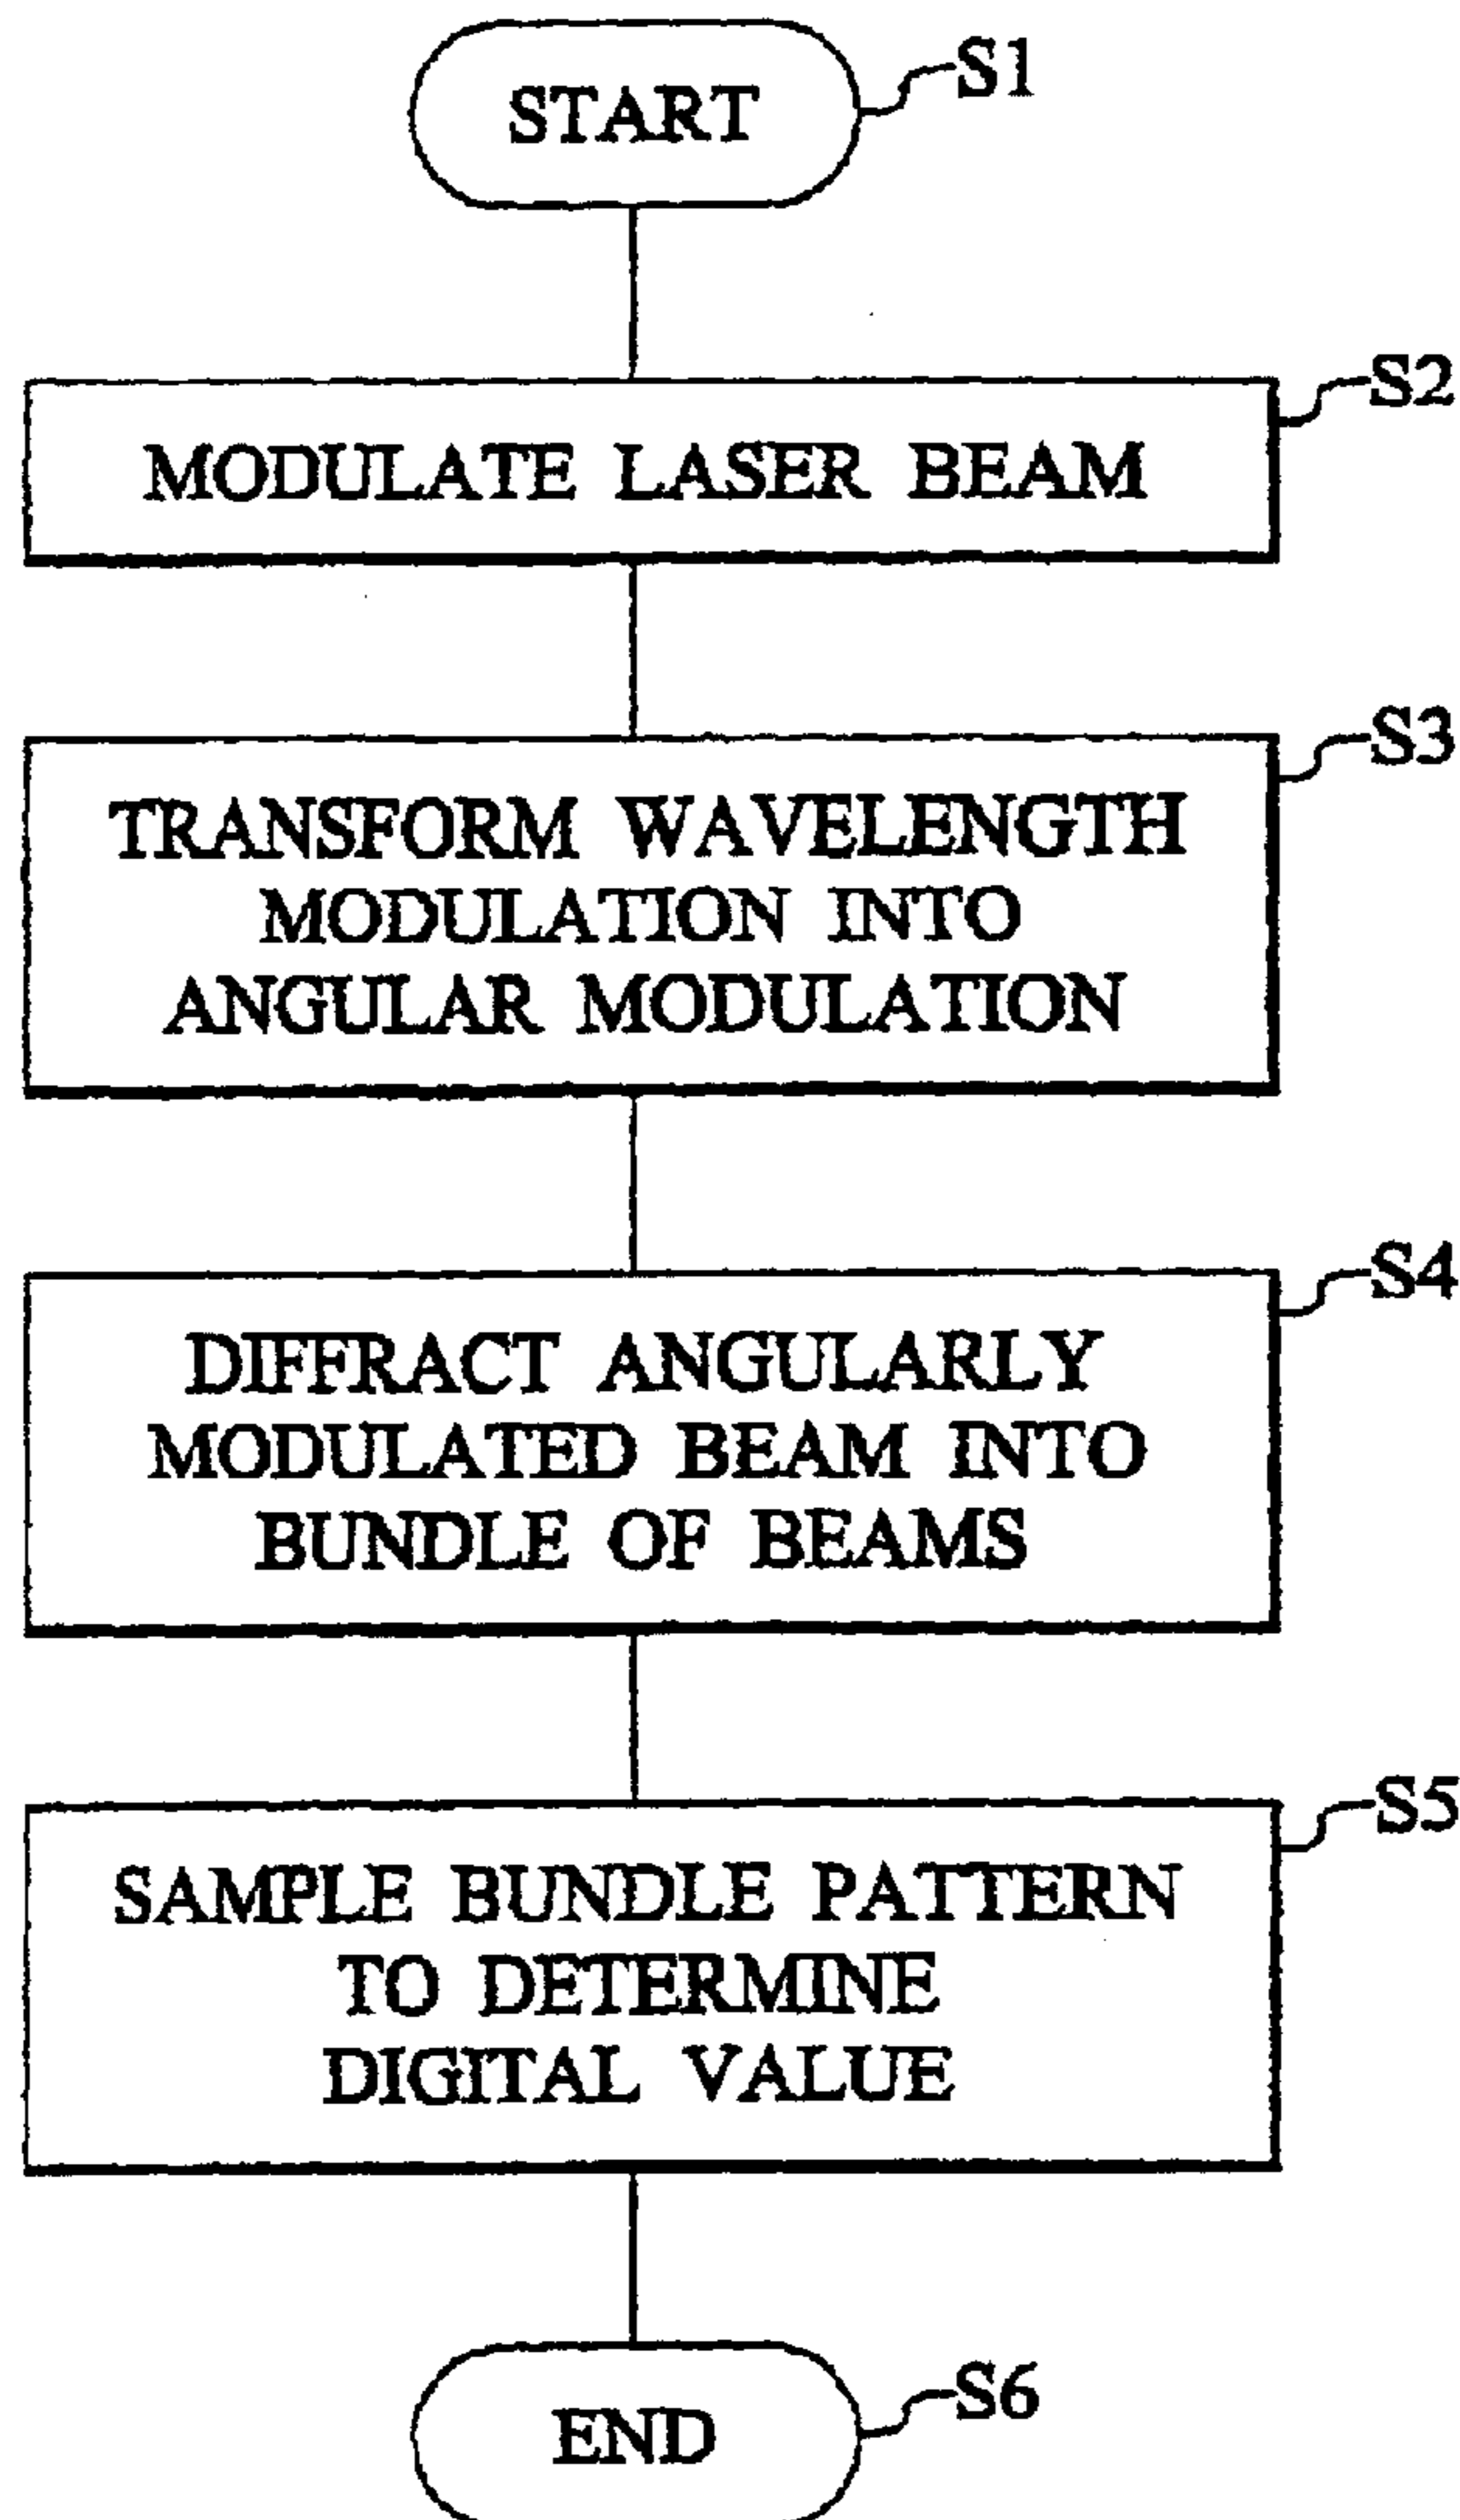 START
S1
S2
MODULATE LASER BEAM
S3
TRANSFORM WAVELENGTH
MODULATION INTO
ANGULAR MODULATION
S4
DIFFRACT ANGULARLY
MODULATED BEAM INTO
BUNDLE OF BEAMS
S5
SAMPLE BUNDLE PATTERN
TO DETERMINE
DIGITAL VALUE
S6
END